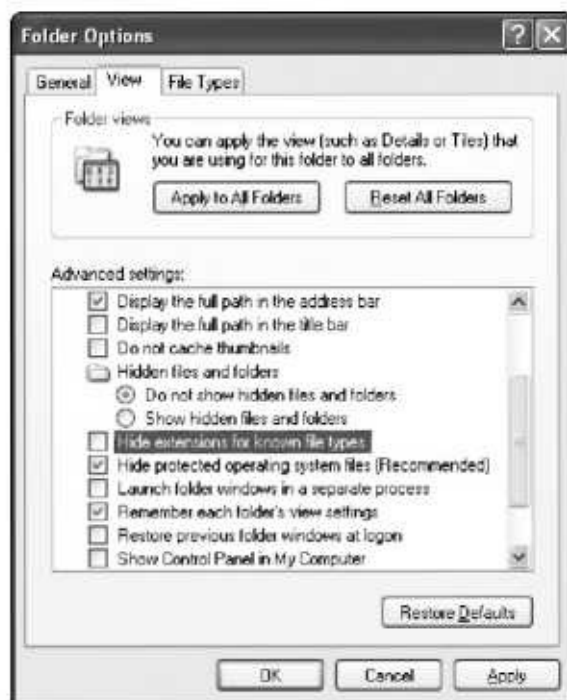 Folder Options
General View File Types
Folder views
You can apply the view (such as Details or Tiles) that
you are using for this folder to all folders.
Apply to All Folders Reset All Folders
Advanced settings:
Display the full path in the address bar
Display the full path in the title bar
Do not cache thumbnails
Hidden files and folders
Do not show hidden files and folders
Show hidden files and folders
Hide extensions for known file types
Hide protected operating system files (Recommended)
Launch folder windows in a separate process
Remember each folder's view settings
Restore previous folder windows at logon
Show Control Panel in My Computer
Restore Defaults
OK Cancel Apply